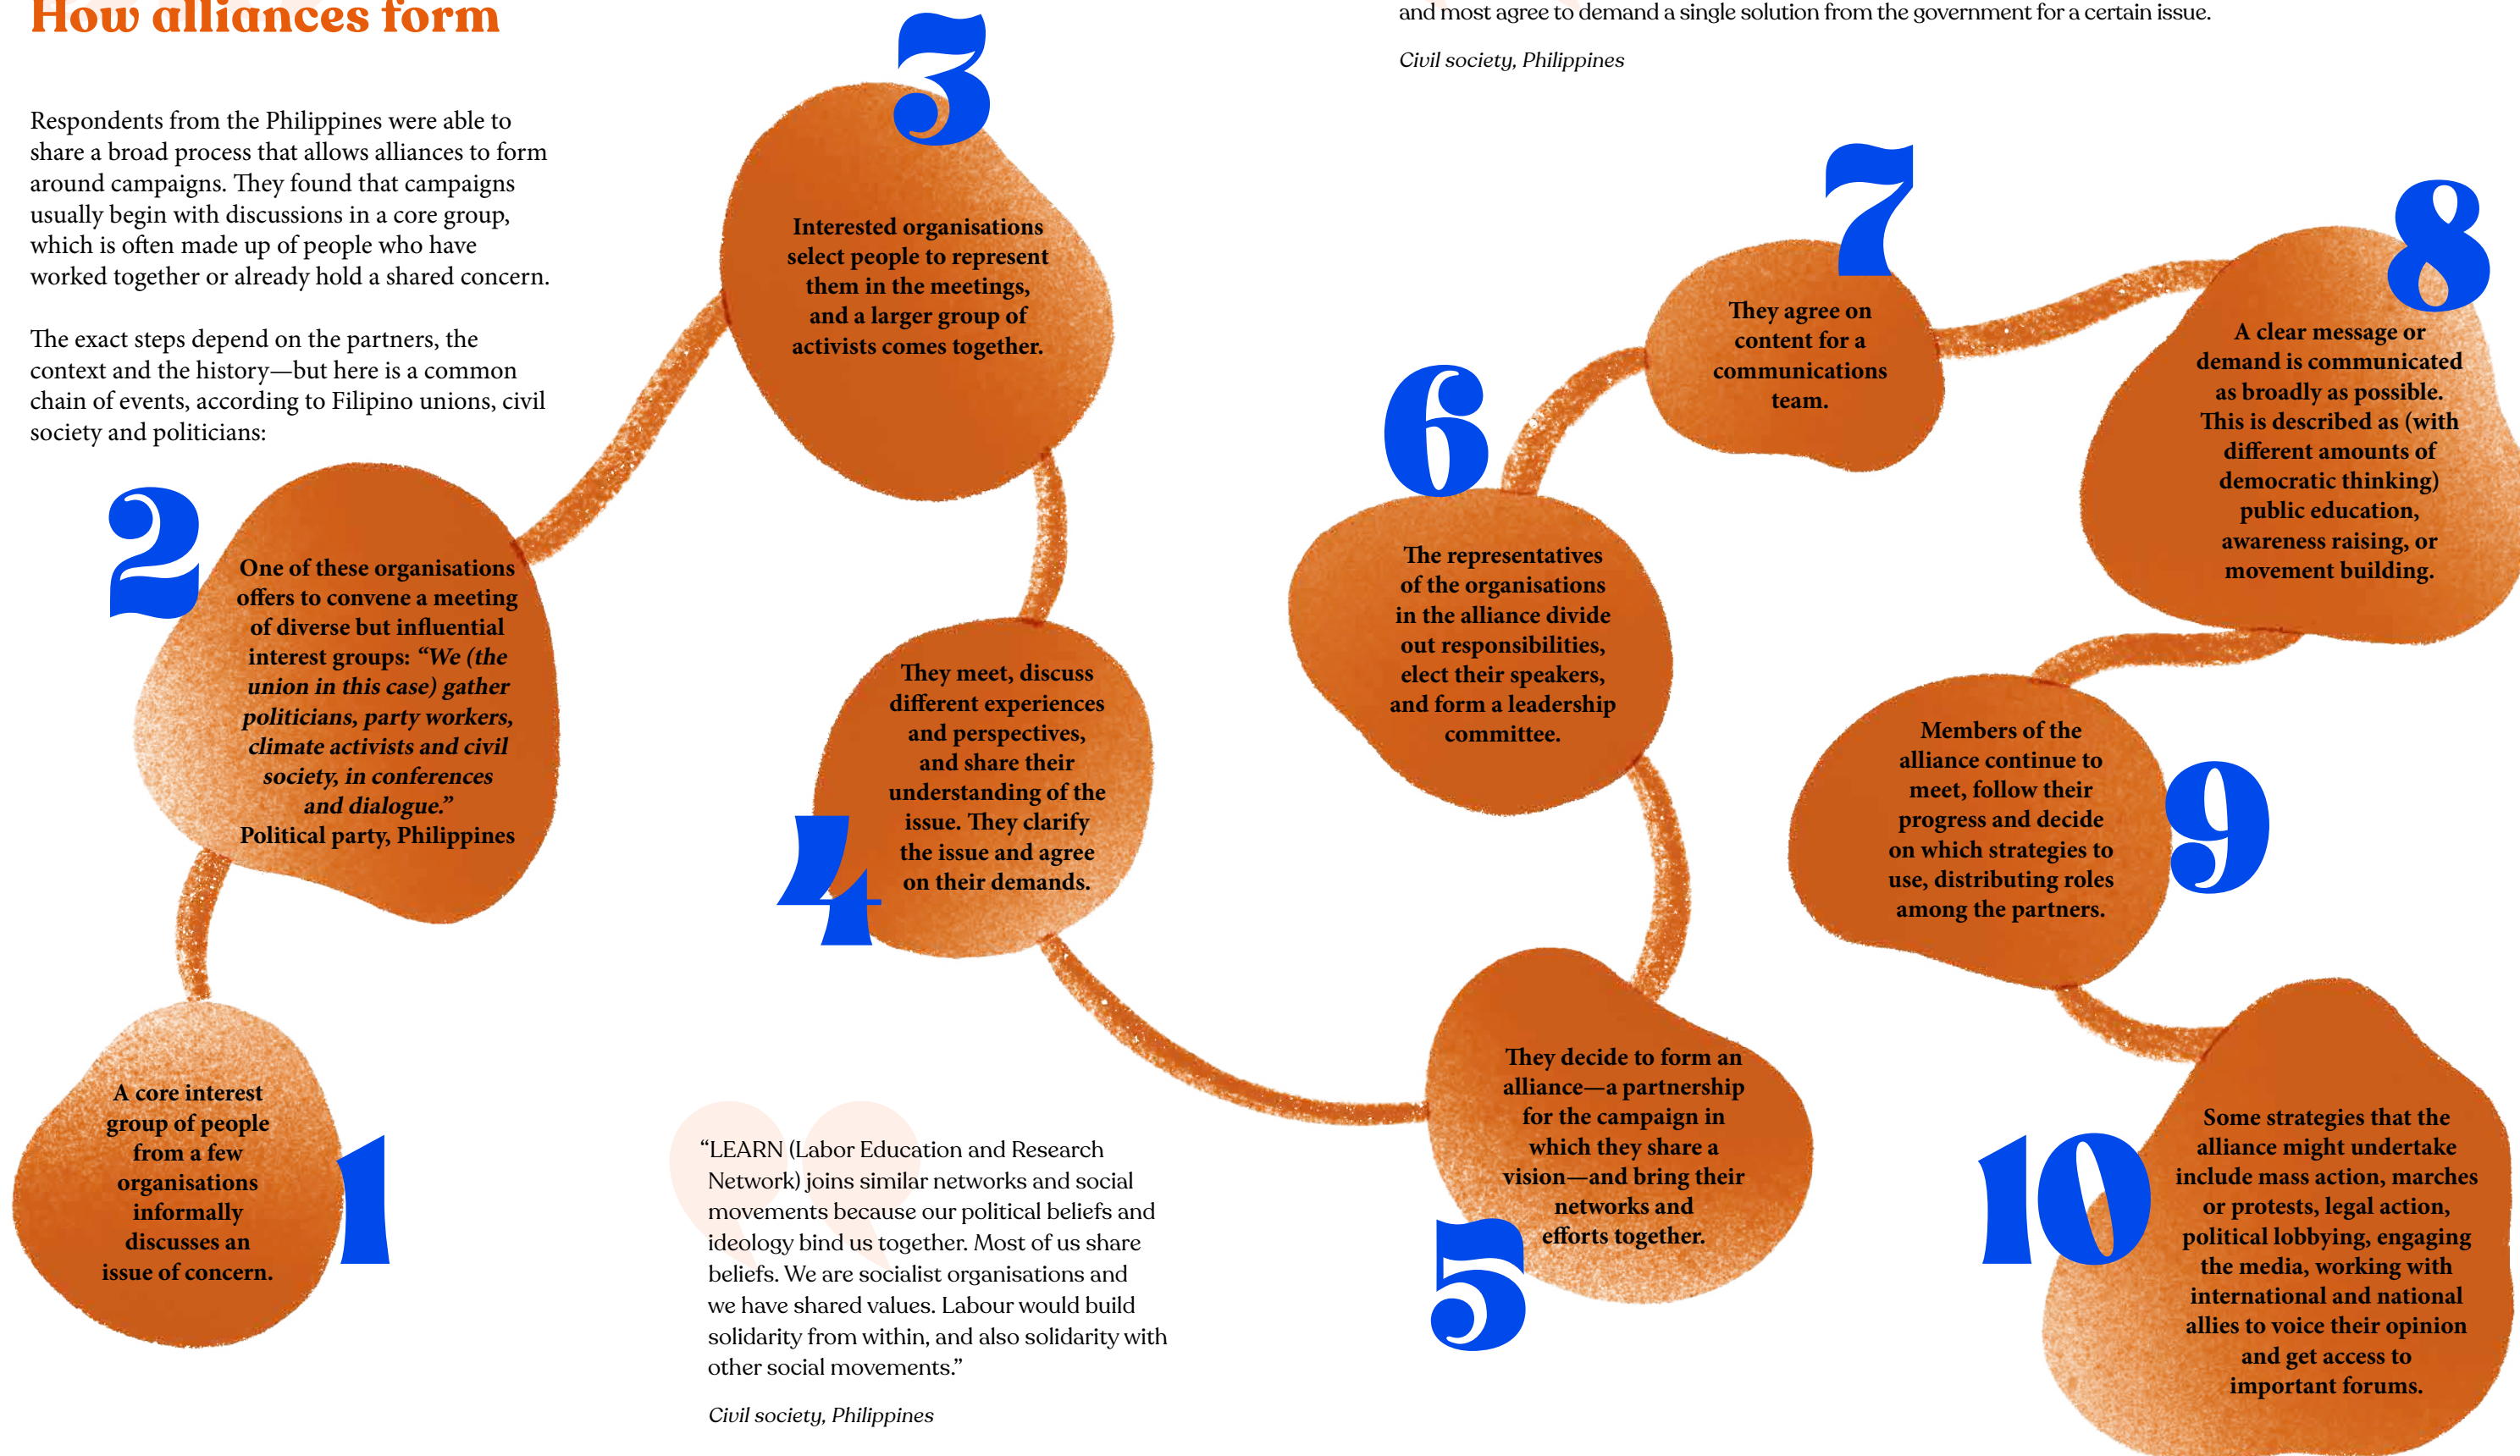 How alliances form
Respondents from the Philippines were able to
share a broad process that allows alliances to form
around campaigns. They found that campaigns
usually begin with discussions in a core group,
which is often made up of people who have
worked together or already hold a shared concern.
The exact steps depend on the partners, the
context and the history—but here is a common
chain of events, according to Filipino unions, civil
society and politicians:
1
A core interest
group of people
from a few
organisations
informally
discusses an
issue of concern.
2
One of these organisations
offers to convene a meeting
of diverse but influential
interest groups: “We (the
union in this case) gather
politicians, party workers,
climate activists and civil
society, in conferences
and dialogue.”
Political party, Philippines
3
Interested organisations
select people to represent
them in the meetings,
and a larger group of
activists comes together.
4
They meet, discuss
different experiences
and perspectives,
and share their
understanding of the
issue. They clarify
the issue and agree
on their demands.
“LEARN (Labor Education and Research
Network) joins similar networks and social
movements because our political beliefs and
ideology bind us together. Most of us share
beliefs. We are socialist organisations and
we have shared values. Labour would build
solidarity from within, and also solidarity with
other social movements.”
Civil society, Philippines
and most agree to demand a single solution from the government for a certain issue.
Civil society, Philippines
5
They decide to form an
alliance—a partnership
for the campaign in
which they share a
vision—and bring their
networks and
efforts together.
6
The representatives
of the organisations
in the alliance divide
out responsibilities,
elect their speakers,
and form a leadership
committee.
7
They agree on
content for a
communications
team.
8
A clear message or
demand is communicated
as broadly as possible.
This is described as (with
different amounts of
democratic thinking)
public education,
awareness raising, or
movement building.
9
Members of the
alliance continue to
meet, follow their
progress and decide
on which strategies to
use, distributing roles
among the partners.
10
Some strategies that the
alliance might undertake
include mass action, marches
or protests, legal action,
political lobbying, engaging
the media, working with
international and national
allies to voice their opinion
and get access to
important forums.